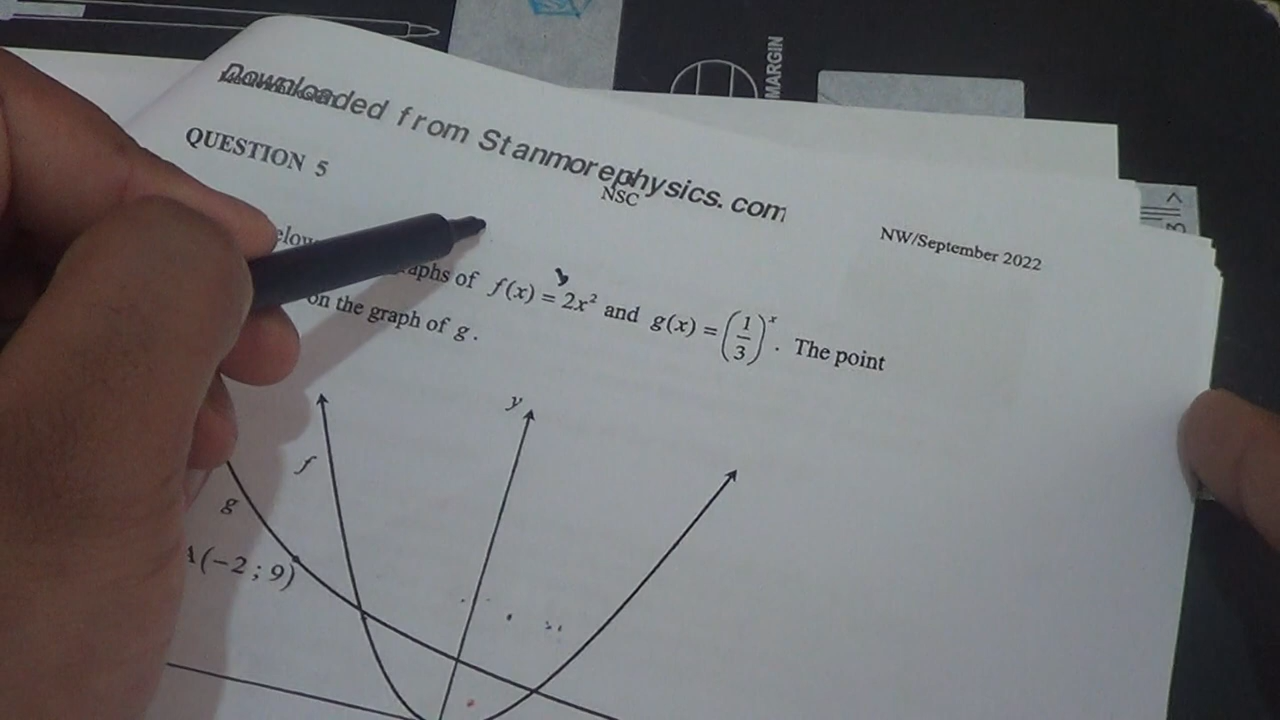 MARGIN
Downloaded from Stanmorephysics.com
QUESTION 5
NSC
NW/September 2022
graphs of f(x) = 2x² and g(x) = (1/3)^x . The point
on the graph of g .
y
f
g
A(−2 ; 9)